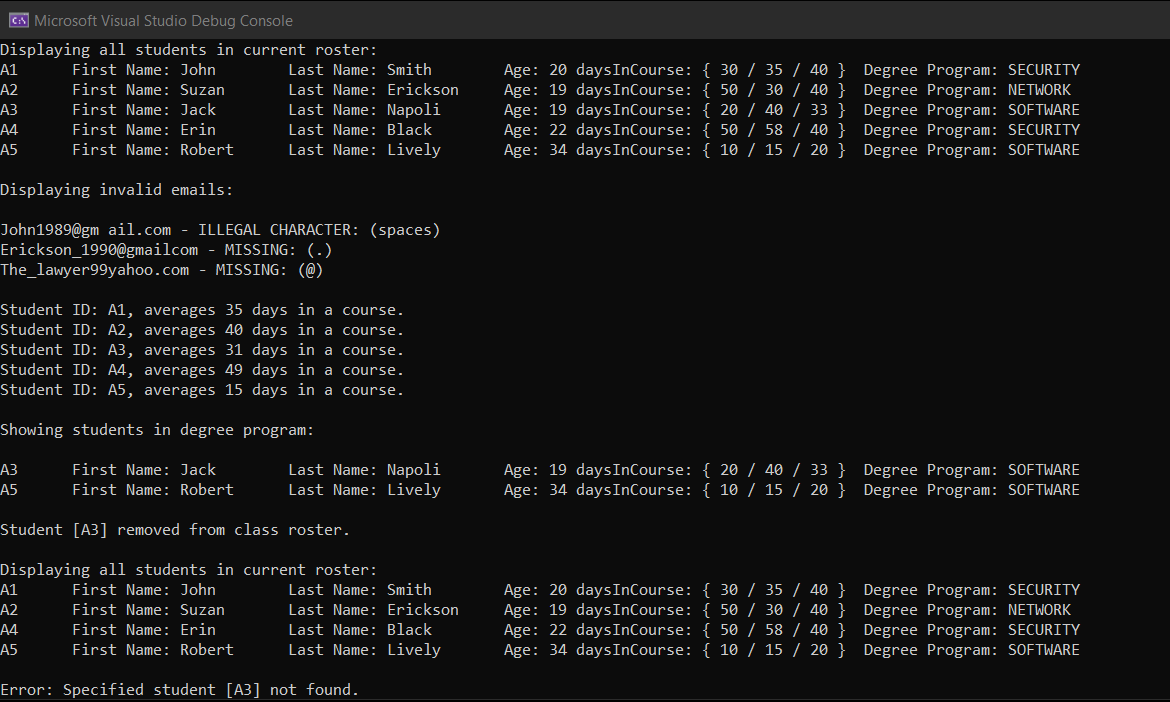 Microsoft Visual Studio Debug Console
Displaying all students in current roster:
A1      First Name: John        Last Name: Smith        Age: 20 daysInCourse: { 30 / 35 / 40 }  Degree Program: SECURITY
A2      First Name: Suzan       Last Name: Erickson     Age: 19 daysInCourse: { 50 / 30 / 40 }  Degree Program: NETWORK
A3      First Name: Jack        Last Name: Napoli       Age: 19 daysInCourse: { 20 / 40 / 33 }  Degree Program: SOFTWARE
A4      First Name: Erin        Last Name: Black        Age: 22 daysInCourse: { 50 / 58 / 40 }  Degree Program: SECURITY
A5      First Name: Robert      Last Name: Lively       Age: 34 daysInCourse: { 10 / 15 / 20 }  Degree Program: SOFTWARE

Displaying invalid emails:

John1989@gm ail.com - ILLEGAL CHARACTER: (spaces)
Erickson_1990@gmailcom - MISSING: (.)
The_lawyer99yahoo.com - MISSING: (@)

Student ID: A1, averages 35 days in a course.
Student ID: A2, averages 40 days in a course.
Student ID: A3, averages 31 days in a course.
Student ID: A4, averages 49 days in a course.
Student ID: A5, averages 15 days in a course.

Showing students in degree program:

A3      First Name: Jack        Last Name: Napoli       Age: 19 daysInCourse: { 20 / 40 / 33 }  Degree Program: SOFTWARE
A5      First Name: Robert      Last Name: Lively       Age: 34 daysInCourse: { 10 / 15 / 20 }  Degree Program: SOFTWARE

Student [A3] removed from class roster.

Displaying all students in current roster:
A1      First Name: John        Last Name: Smith        Age: 20 daysInCourse: { 30 / 35 / 40 }  Degree Program: SECURITY
A2      First Name: Suzan       Last Name: Erickson     Age: 19 daysInCourse: { 50 / 30 / 40 }  Degree Program: NETWORK
A4      First Name: Erin        Last Name: Black        Age: 22 daysInCourse: { 50 / 58 / 40 }  Degree Program: SECURITY
A5      First Name: Robert      Last Name: Lively       Age: 34 daysInCourse: { 10 / 15 / 20 }  Degree Program: SOFTWARE

Error: Specified student [A3] not found.